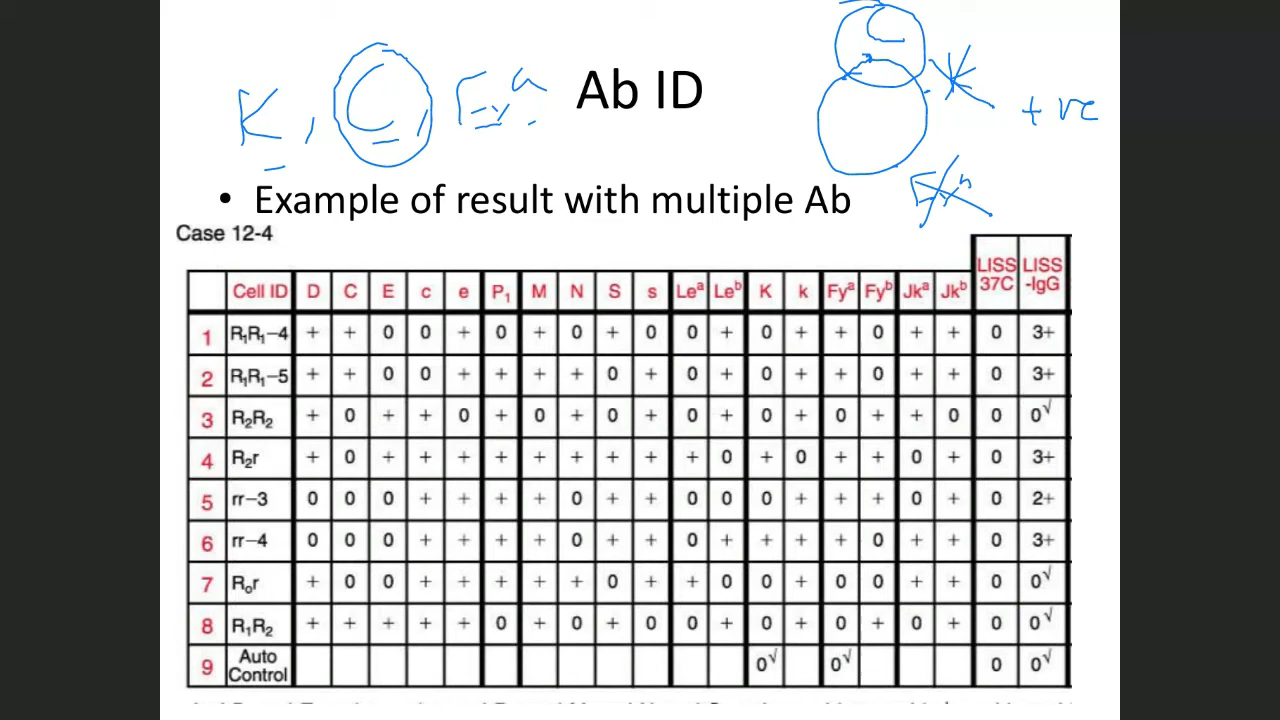 K, C, Fyᵃ
Ab ID
C
K
+ve
Fyᵃ
• Example of result with multiple Ab
Case 12-4
Cell ID D C E c e P₁ M N S s Leᵃ Leᵇ K k Fyᵃ Fyᵇ Jkᵃ Jkᵇ LISS 37C LISS -IgG
1 R₁R₁-4 + + 0 0 + 0 + 0 + 0 0 + 0 + + 0 + + 0 3+
2 R₁R₁-5 + + 0 0 + + + + 0 + 0 + 0 + + 0 + + 0 3+
3 R₂R₂ + 0 + + 0 + 0 + 0 + 0 + 0 + 0 + + 0 0 0√
4 R₂r + 0 + + + + + + + + + 0 + 0 + + 0 + 0 3+
5 rr-3 0 0 0 + + + + 0 + + 0 0 0 + + + + + 0 2+
6 rr-4 0 0 0 + + + + 0 + + 0 + + + + 0 + + 0 3+
7 R₀r + 0 0 + + + + + 0 + + 0 0 + 0 0 + + 0 0√
8 R₁R₂ + + + + + 0 + 0 + 0 0 + 0 + 0 + 0 + 0 0√
9 Auto Control 0√ 0√ 0 0√